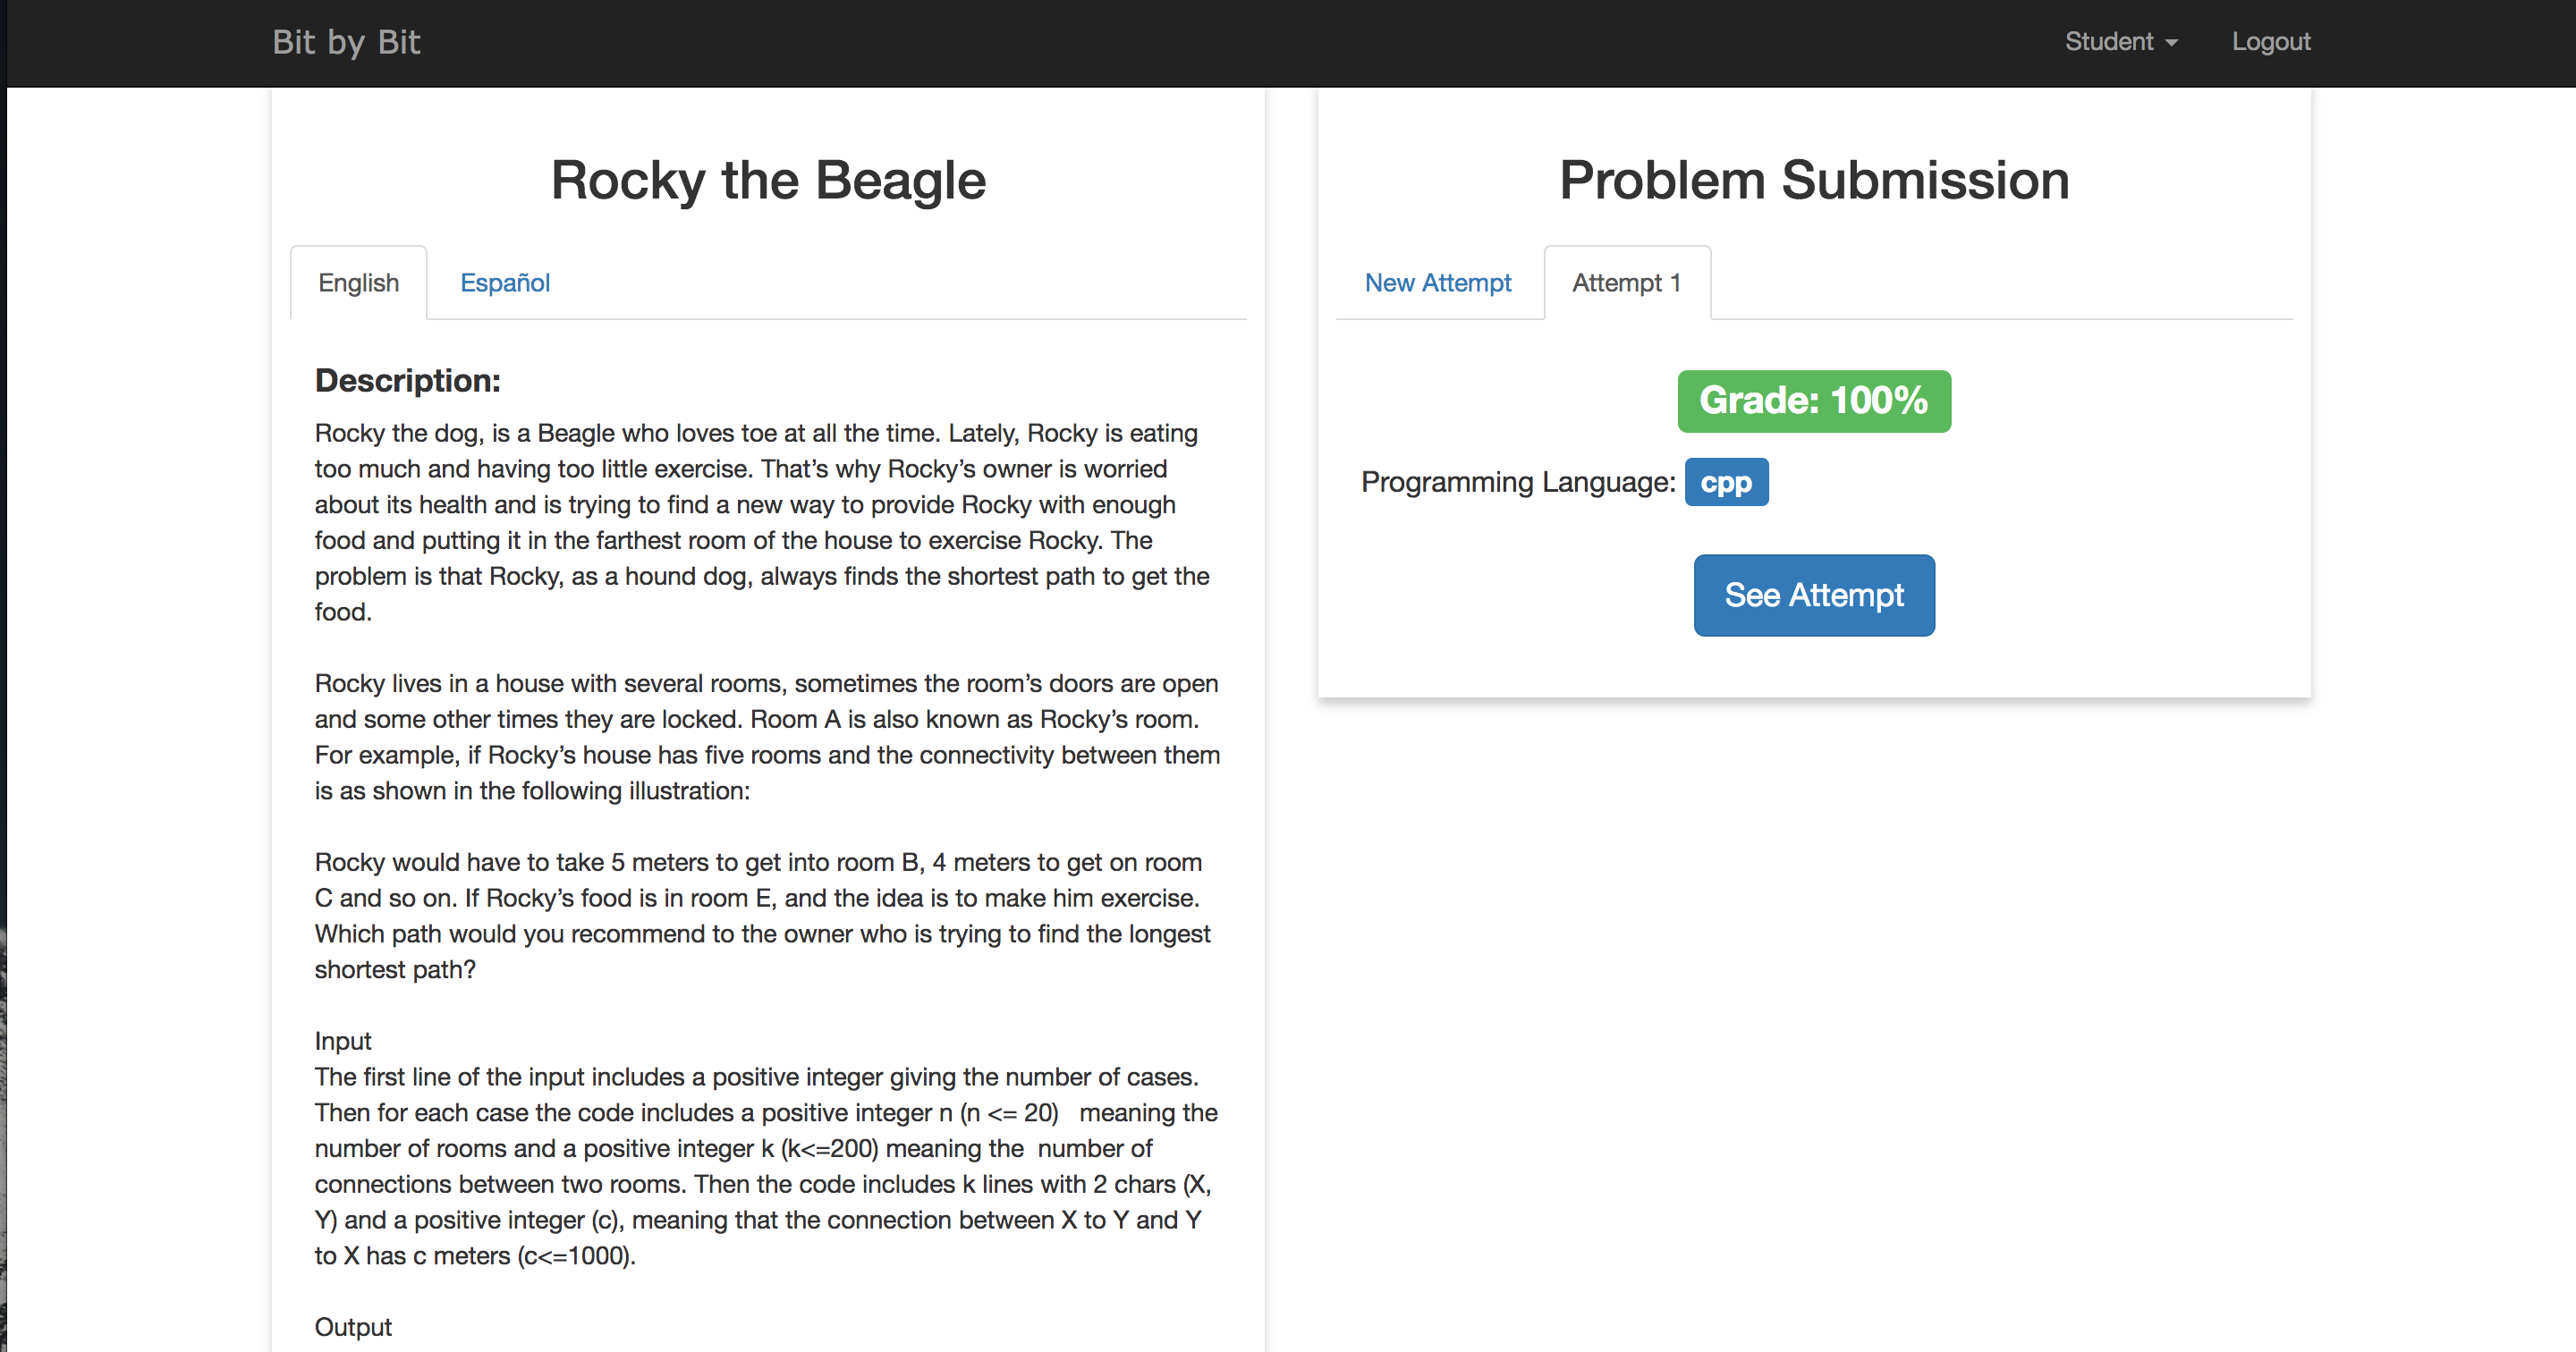 Bit by Bit
Student
Logout
Rocky the Beagle
English
Español
Description:
Rocky the dog, is a Beagle who loves toe at all the time. Lately, Rocky is eating
too much and having too little exercise. That’s why Rocky’s owner is worried
about its health and is trying to find a new way to provide Rocky with enough
food and putting it in the farthest room of the house to exercise Rocky. The
problem is that Rocky, as a hound dog, always finds the shortest path to get the
food.
Rocky lives in a house with several rooms, sometimes the room’s doors are open
and some other times they are locked. Room A is also known as Rocky’s room.
For example, if Rocky’s house has five rooms and the connectivity between them
is as shown in the following illustration:
Rocky would have to take 5 meters to get into room B, 4 meters to get on room
C and so on. If Rocky’s food is in room E, and the idea is to make him exercise.
Which path would you recommend to the owner who is trying to find the longest
shortest path?
Input
The first line of the input includes a positive integer giving the number of cases.
Then for each case the code includes a positive integer n (n <= 20)   meaning the
number of rooms and a positive integer k (k<=200) meaning the  number of
connections between two rooms. Then the code includes k lines with 2 chars (X,
Y) and a positive integer (c), meaning that the connection between X to Y and Y
to X has c meters (c<=1000).
Output
Problem Submission
New Attempt
Attempt 1
Grade: 100%
Programming Language: cpp
See Attempt